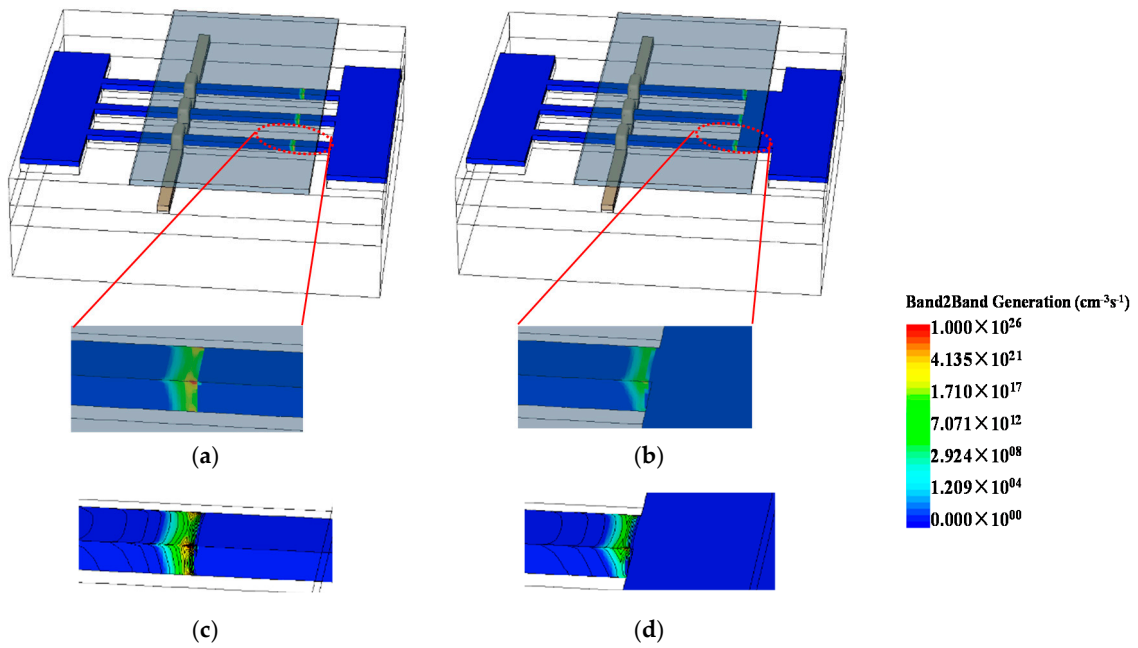 Band2Band Generation (cm⁻³s⁻¹)
1.000×10²⁶
4.135×10²¹
1.710×10¹⁷
7.071×10¹²
2.924×10⁰⁸
1.209×10⁰⁴
0.000×10⁰⁰
(a)
(b)
(c)
(d)